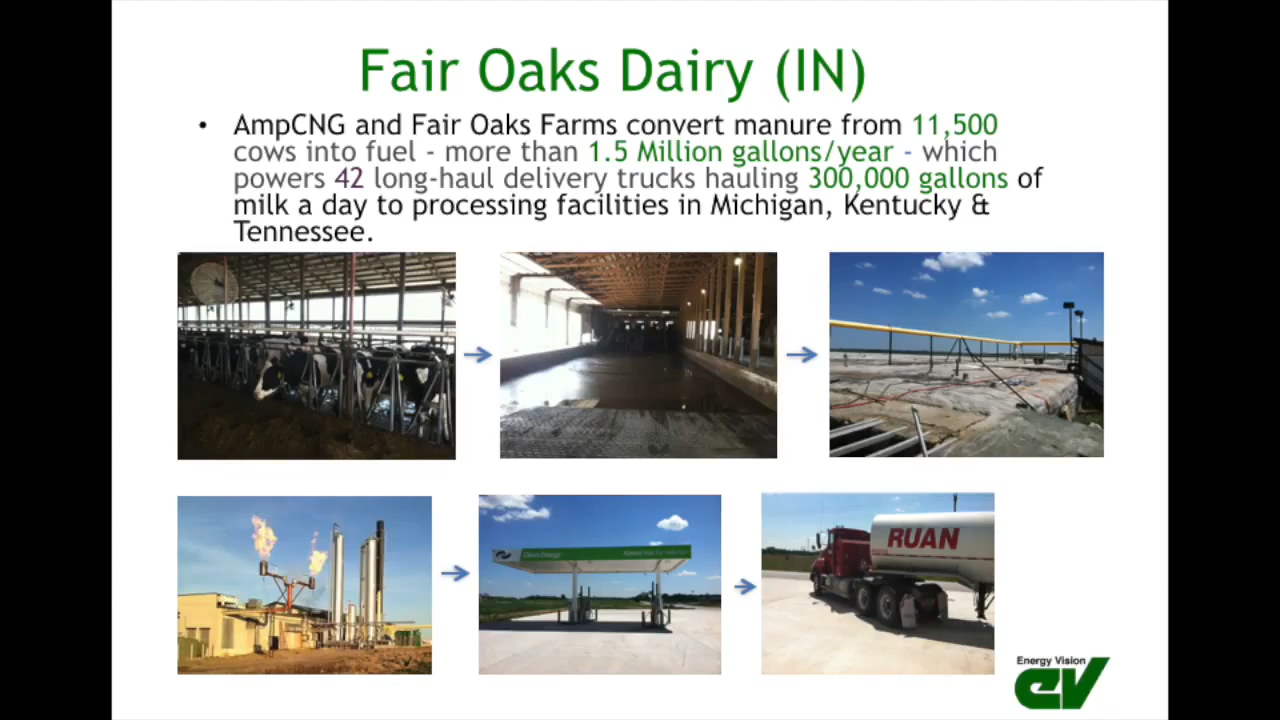 Fair Oaks Dairy (IN)
• AmpCNG and Fair Oaks Farms convert manure from 11,500
cows into fuel - more than 1.5 Million gallons/year - which
powers 42 long-haul delivery trucks hauling 300,000 gallons of
milk a day to processing facilities in Michigan, Kentucky &
Tennessee.
Clean Energy
RUAN
Energy Vision
ev